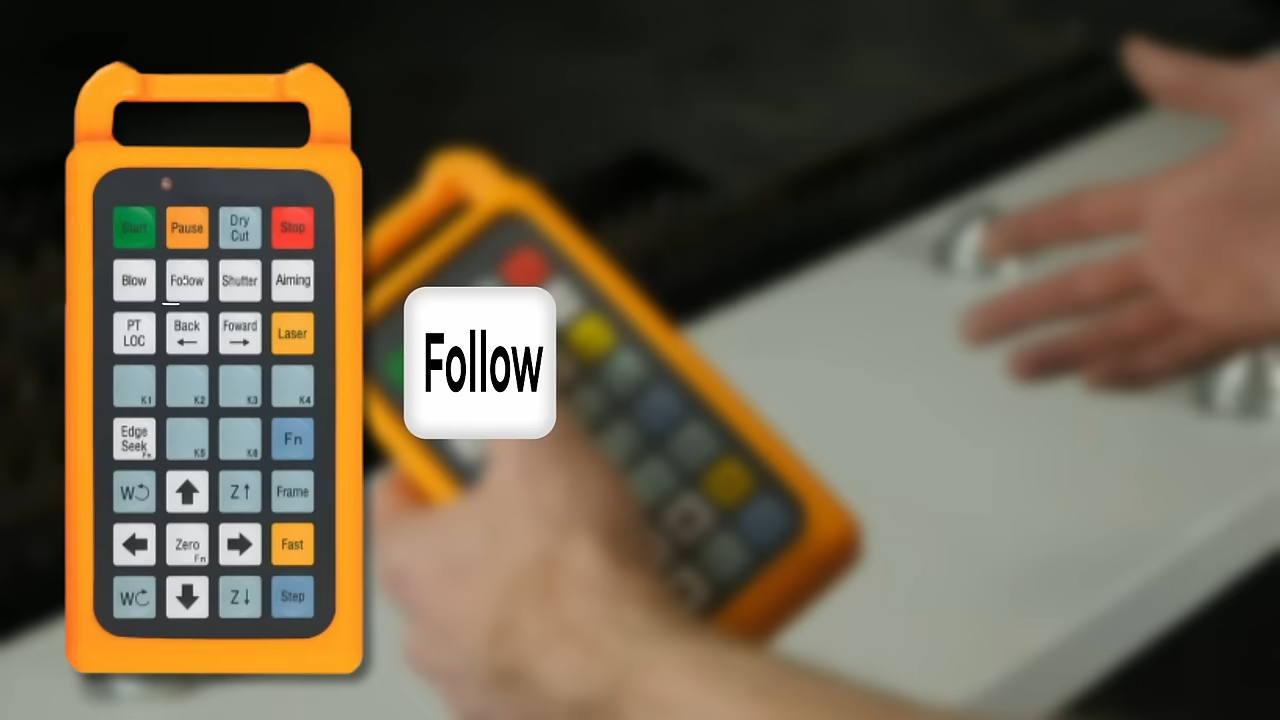 Start Pause Dry Cut Stop
Blow Follow Shutter Aiming
PT LOC Back ← Foward → Laser
K1 K2 K3 K4
Edge Seek Fn K5 K6 Fn
W Z↑ Frame
Zero Fn Fast
W Z↓ Step
Follow